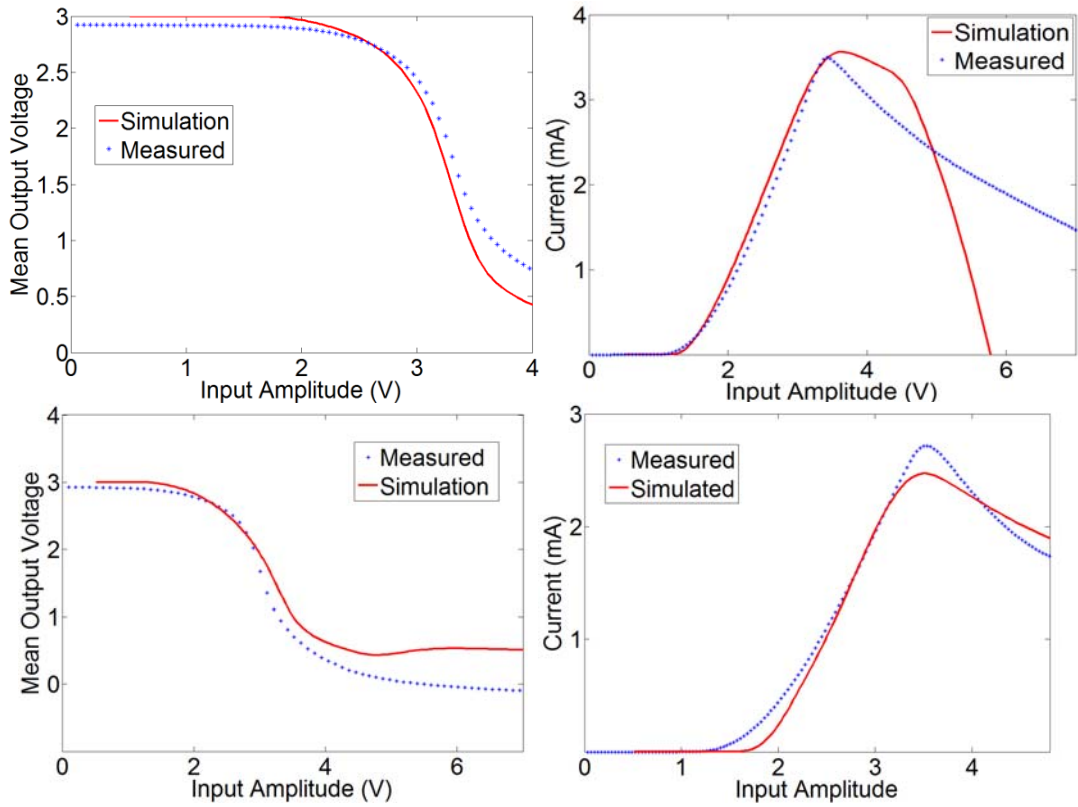 Mean Output Voltage
3
2.5
2
1.5
1
0.5
0
Simulation
Measured
0
1
2
3
4
Input Amplitude (V)
Current (mA)
4
3
2
1
Simulation
Measured
2
4
6
Input Amplitude (V)
Mean Output Voltage
4
3
2
1
0
Measured
Simulation
0
2
4
6
Input Amplitude (V)
Current (mA)
3
2
1
Measured
Simulated
0
1
2
3
4
Input Amplitude